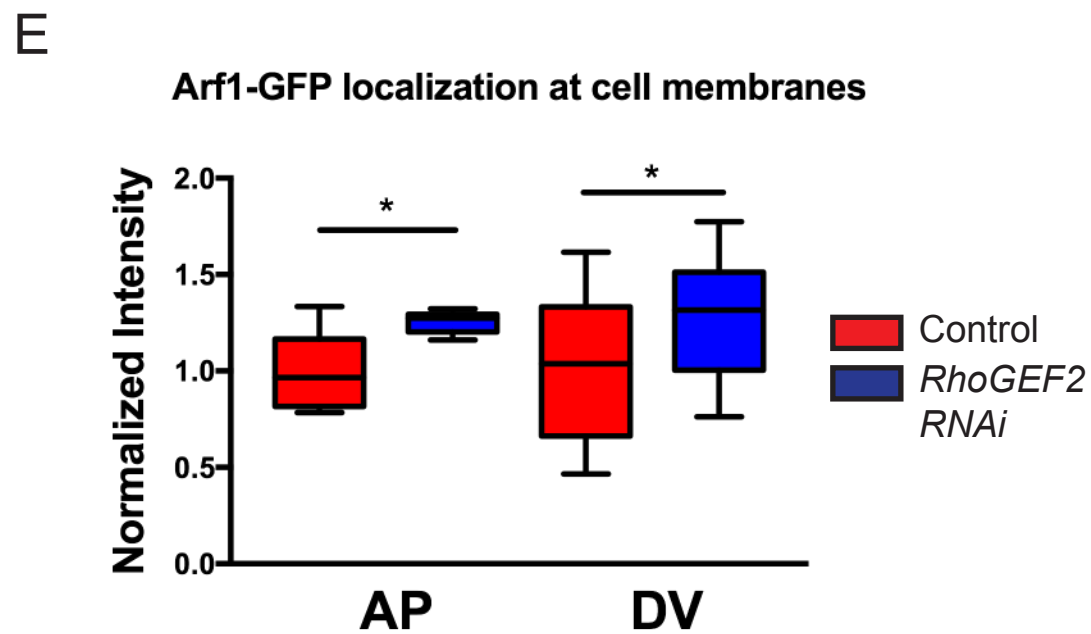 E
Arf1-GFP localization at cell membranes
Normalized Intensity
2.0
1.5
1.0
0.5
0.0
*
*
AP
DV
Control
RhoGEF2
RNAi